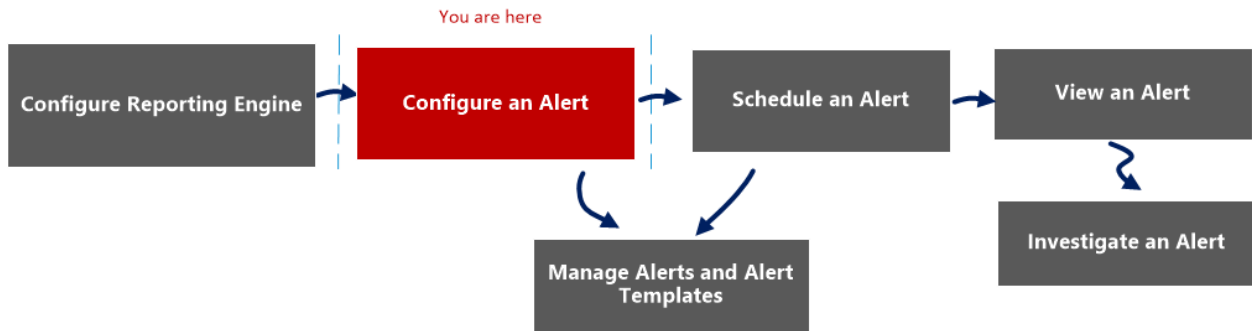 You are here
Configure Reporting Engine
Configure an Alert
Schedule an Alert
View an Alert
Manage Alerts and Alert
Templates
Investigate an Alert